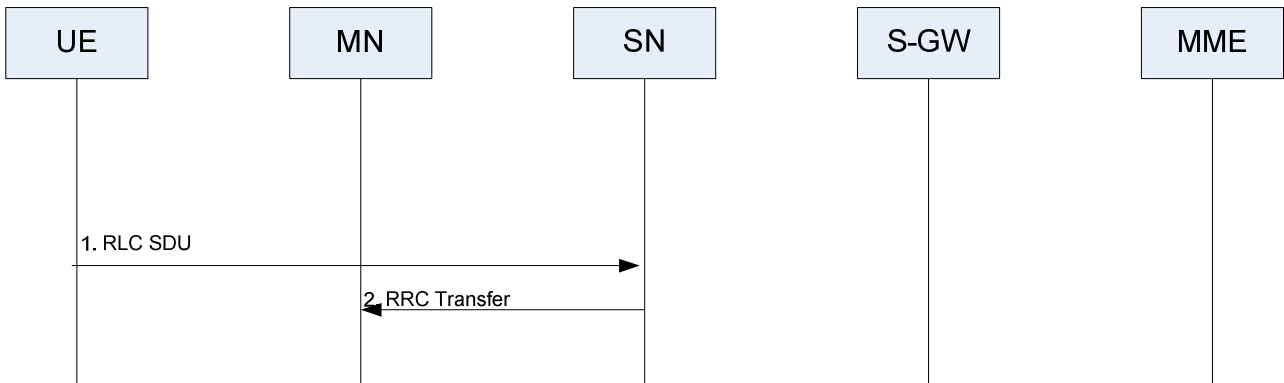 UE
MN
SN
S-GW
MME
1. RLC SDU
2. RRC Transfer